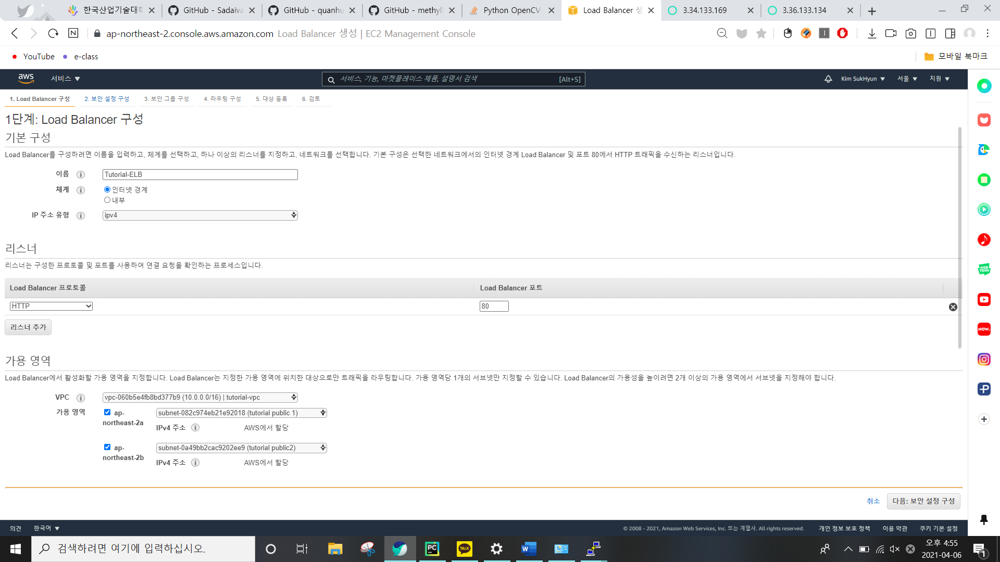 한국산업기술대학
GitHub - Sadaiva
GitHub - quanhu
GitHub - methyll
Python OpenCV
Load Balancer 생
3.34.133.169
3.36.133.134
ap-northeast-2.console.aws.amazon.com Load Balancer 생성 | EC2 Management Console
YouTube
e-class
모바일 북마크
aws
서비스
서비스, 기능, 마켓플레이스 제품, 설명서 검색
[Alt+S]
Kim SukHyun
서울
지원
1. Load Balancer 구성
2. 보안 설정 구성
3. 보안 그룹 구성
4. 라우팅 구성
5. 대상 등록
6. 검토
1단계: Load Balancer 구성
기본 구성
Load Balancer를 구성하려면 이름을 입력하고, 체계를 선택하고, 하나 이상의 리스너를 지정하고, 네트워크를 선택합니다. 기본 구성은 선택한 네트워크에서의 인터넷 경계 Load Balancer 및 포트 80에서 HTTP 트래픽을 수신하는 리스너입니다.
이름
Tutorial-ELB
체계
인터넷 경계
내부
IP 주소 유형
ipv4
리스너
리스너는 구성한 프로토콜 및 포트를 사용하여 연결 요청을 확인하는 프로세스입니다.
Load Balancer 프로토콜
Load Balancer 포트
HTTP
80
리스너 추가
가용 영역
Load Balancer에서 활성화할 가용 영역을 지정합니다. Load Balancer는 지정한 가용 영역에 위치한 대상으로만 트래픽을 라우팅합니다. 가용 영역당 1개의 서브넷만 지정할 수 있습니다. Load Balancer의 가용성을 높이려면 2개 이상의 가용 영역에서 서브넷을 지정해야 합니다.
VPC
vpc-060b5e4fb8bd377b9 (10.0.0.0/16) | tutorial-vpc
가용 영역
ap-
northeast-2a
subnet-082c974eb21e92018 (tutorial public 1)
IPv4 주소
AWS에서 할당
ap-
northeast-2b
subnet-0a49bb2cac9202ee9 (tutorial public2)
IPv4 주소
AWS에서 할당
취소
다음: 보안 설정 구성
의견
한국어
© 2008 - 2021, Amazon Web Services, Inc. 또는 계열사. All rights reserved.
개인 정보 보호 정책
이용 약관
쿠키 기본 설정
WEB
TOON
NOW.
검색하려면 여기에 입력하십시오.
PC
TALK
W
오후 4:55
2021-04-06
1